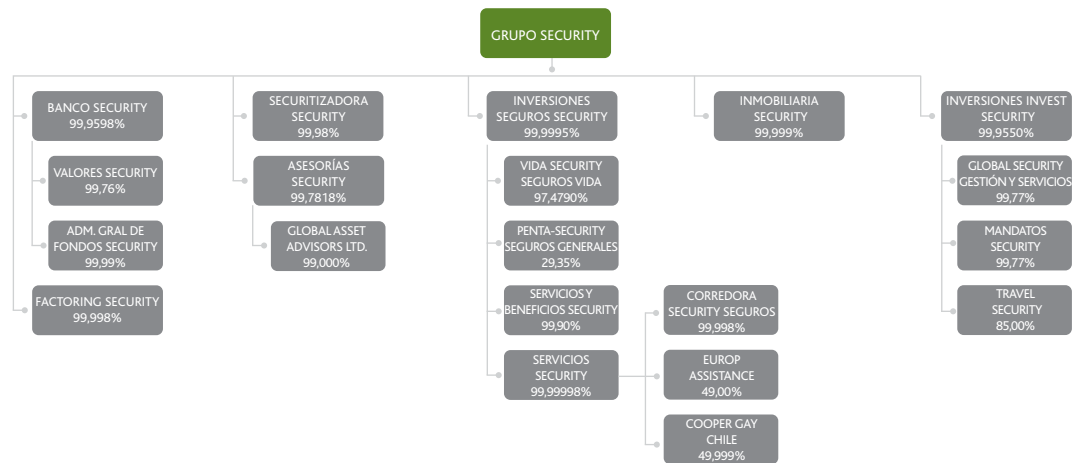 GRUPO SECURITY
BANCO SECURITY
99,9598%
VALORES SECURITY
99,76%
ADM. GRAL DE
FONDOS SECURITY
99,99%
FACTORING SECURITY
99,998%
SECURITIZADORA
SECURITY
99,98%
ASESORÍAS
SECURITY
99,7818%
GLOBAL ASSET
ADVISORS LTD.
99,000%
INVERSIONES
SEGUROS SECURITY
99,9995%
VIDA SECURITY
SEGUROS VIDA
97,4790%
PENTA-SECURITY
SEGUROS GENERALES
29,35%
SERVICIOS Y
BENEFICIOS SECURITY
99,90%
SERVICIOS
SECURITY
99,99998%
CORREDORA
SECURITY SEGUROS
99,998%
EUROP
ASSISTANCE
49,00%
COOPER GAY
CHILE
49,999%
INMOBILIARIA
SECURITY
99,999%
INVERSIONES INVEST
SECURITY
99,9550%
GLOBAL SECURITY
GESTIÓN Y SERVICIOS
99,77%
MANDATOS
SECURITY
99,77%
TRAVEL
SECURITY
85,00%